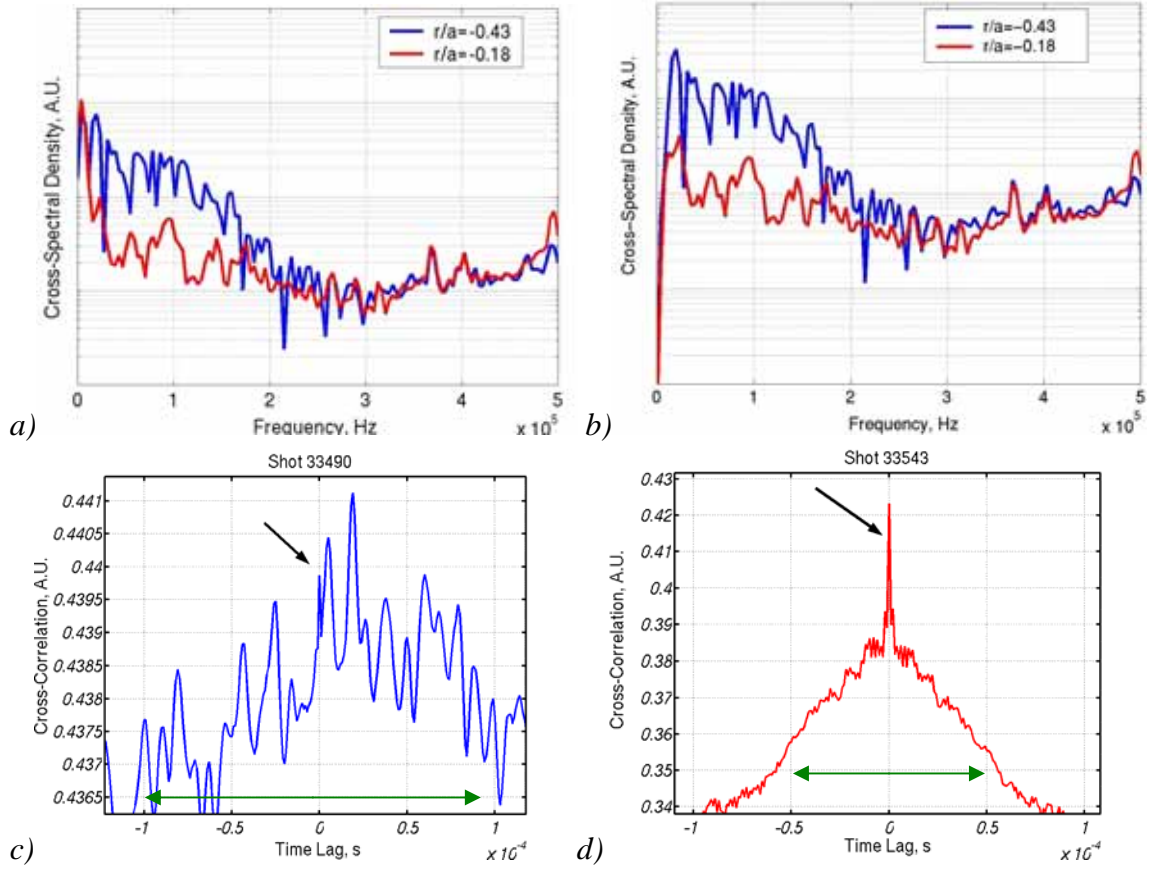 r/a=-0.43
r/a=-0.18
Cross-Spectral Density, A.U.
0 1 2 3 4 5
Frequency, Hz
x 10^5
a)
r/a=-0.43
r/a=-0.18
Cross-Spectral Density, A.U.
0 1 2 3 4 5
Frequency, Hz
x 10^5
b)
Shot 33490
0.441
0.4405
0.44
0.4395
0.439
0.4385
0.438
0.4375
0.437
0.4365
Cross-Correlation, A.U.
-1 -0.5 0 0.5 1
Time Lag, s
x 10^-4
c)
Shot 33543
0.43
0.42
0.41
0.4
0.39
0.38
0.37
0.36
0.35
0.34
Cross-Correlation, A.U.
-1 -0.5 0 0.5 1
Time Lag, s
x 10^-4
d)